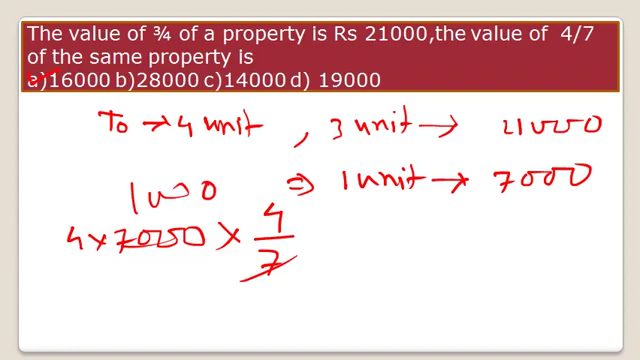 The value of ¾ of a property is Rs 21000,the value of 4/7
of the same property is
a)16000 b)28000 c)14000 d) 19000
To → 4 unit , 3 unit → 21000
⇒ 1 unit → 7000
1000
4 × 7000 × 4/7